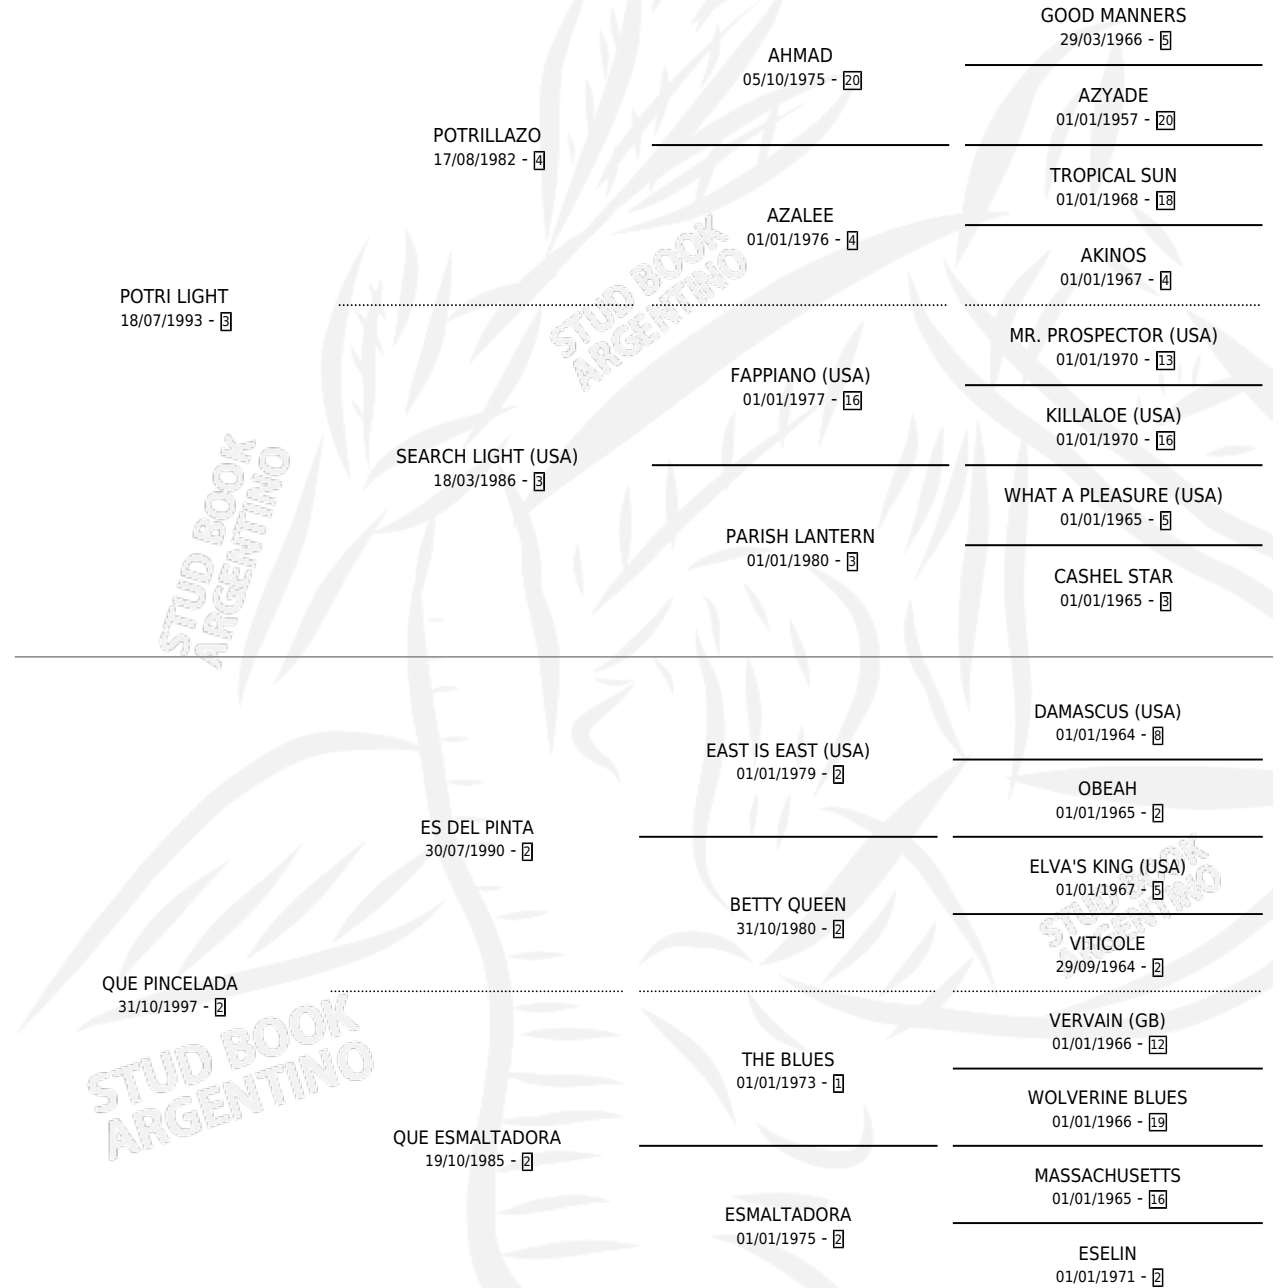 GOOD MANNERS
29/03/1966 - 5
AHMAD
05/10/1975 - 20
AZYADE
01/01/1957 - 20
POTRILLAZO
17/08/1982 - 4
TROPICAL SUN
01/01/1968 - 18
AZALEE
01/01/1976 - 4
AKINOS
01/01/1967 - 4
POTRI LIGHT
18/07/1993 - 3
MR. PROSPECTOR (USA)
01/01/1970 - 13
FAPPIANO (USA)
01/01/1977 - 16
KILLALOE (USA)
01/01/1970 - 16
SEARCH LIGHT (USA)
18/03/1986 - 3
WHAT A PLEASURE (USA)
01/01/1965 - 5
PARISH LANTERN
01/01/1980 - 3
CASHEL STAR
01/01/1965 - 3
DAMASCUS (USA)
01/01/1964 - 8
EAST IS EAST (USA)
01/01/1979 - 2
OBEAH
01/01/1965 - 2
ES DEL PINTA
30/07/1990 - 2
ELVA'S KING (USA)
01/01/1967 - 5
BETTY QUEEN
31/10/1980 - 2
VITICOLE
29/09/1964 - 2
QUE PINCELADA
31/10/1997 - 2
VERVAIN (GB)
01/01/1966 - 12
THE BLUES
01/01/1973 - 1
WOLVERINE BLUES
01/01/1966 - 19
QUE ESMALTADORA
19/10/1985 - 2
MASSACHUSETTS
01/01/1965 - 16
ESMALTADORA
01/01/1975 - 2
ESELIN
01/01/1971 - 2
STUD BOOK
ARGENTINO
STUD BOOK
ARGENTINO
STUD BOOK
ARGENTINO
STUD BOOK
ARGENTINO